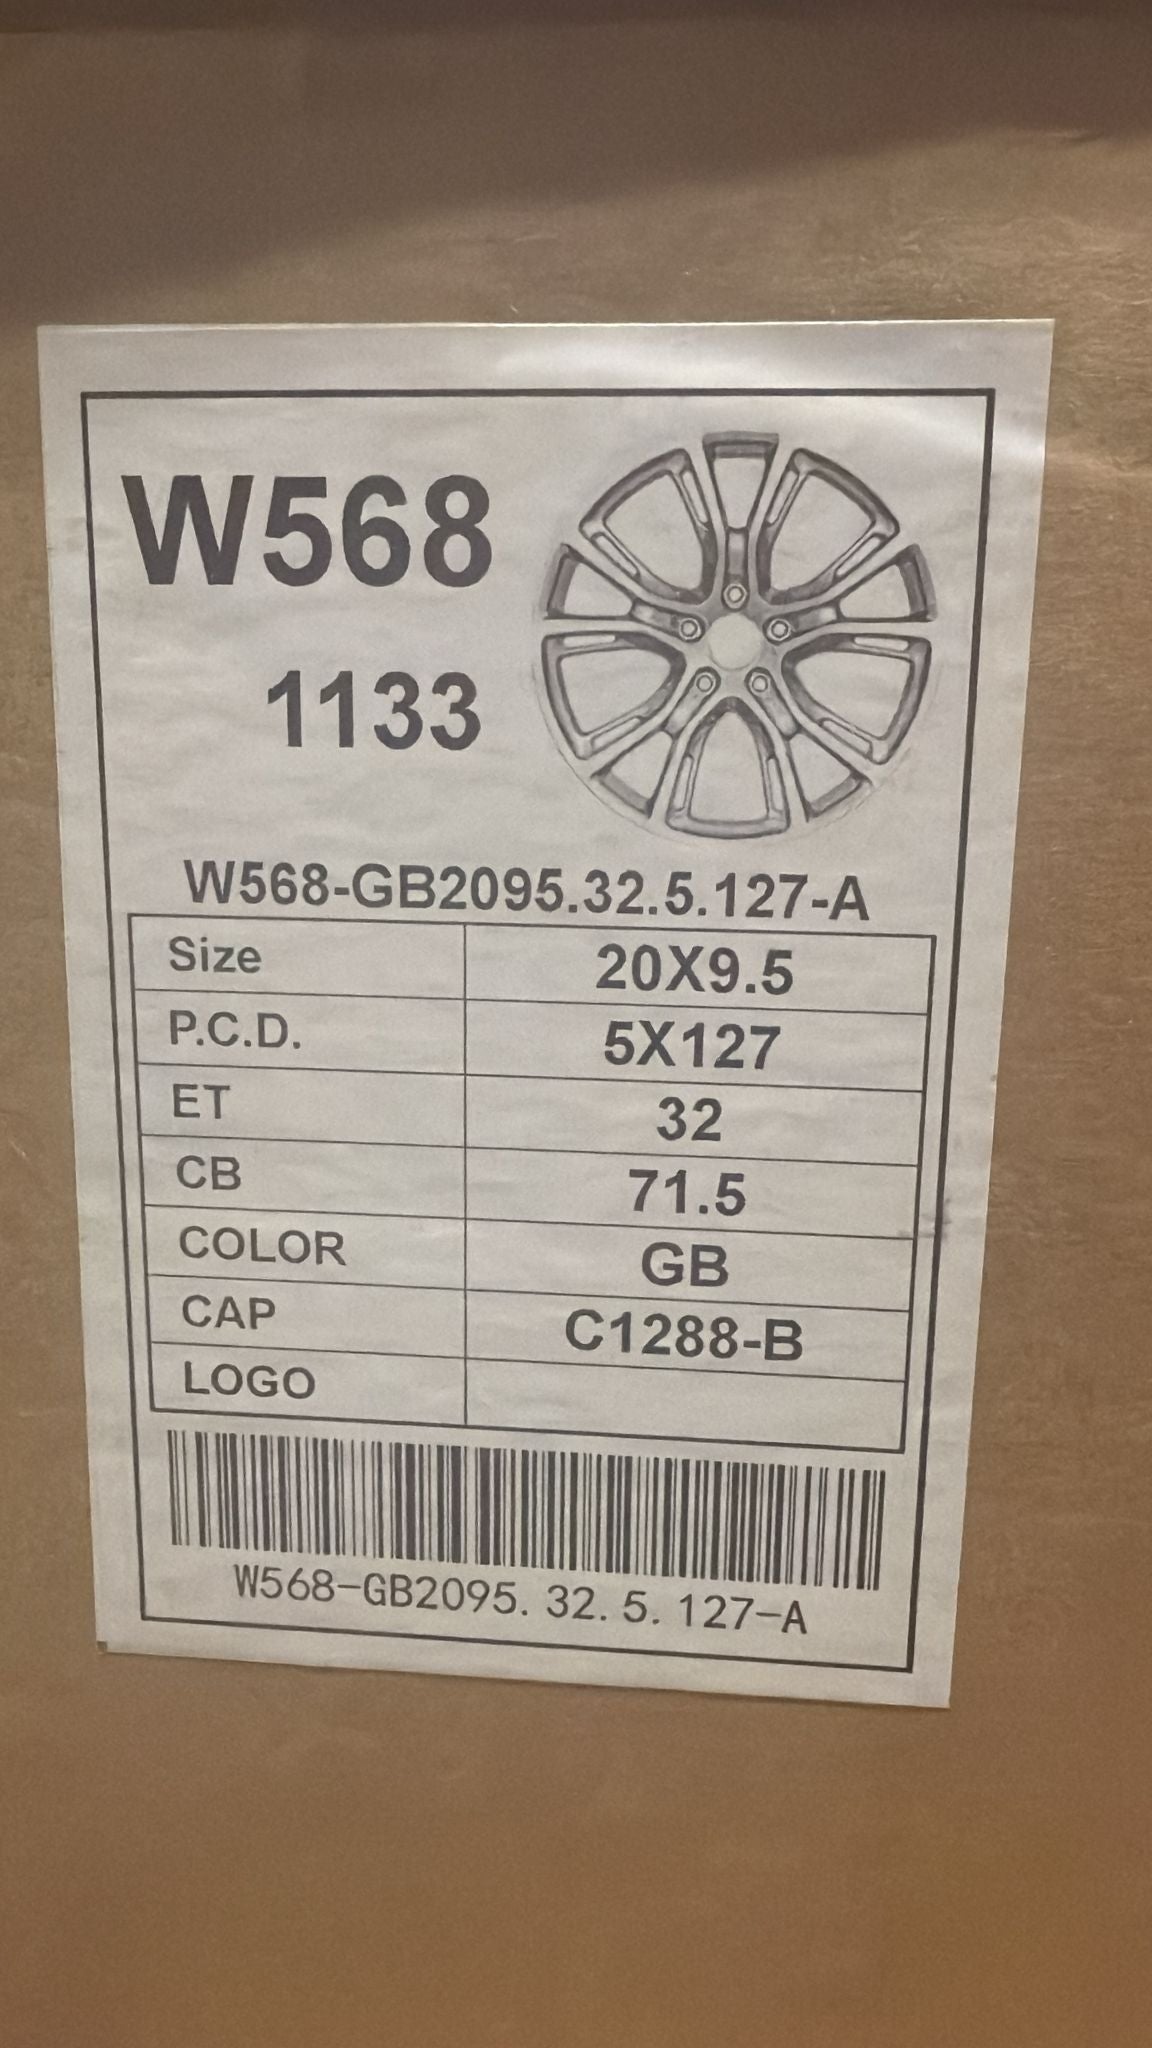 W568
1133
W568-GB2095.32.5.127-A
Size 20X9.5
P.C.D. 5X127
ET 32
CB 71.5
COLOR GB
CAP C1288-B
LOGO
W568-GB2095.32.5.127-A